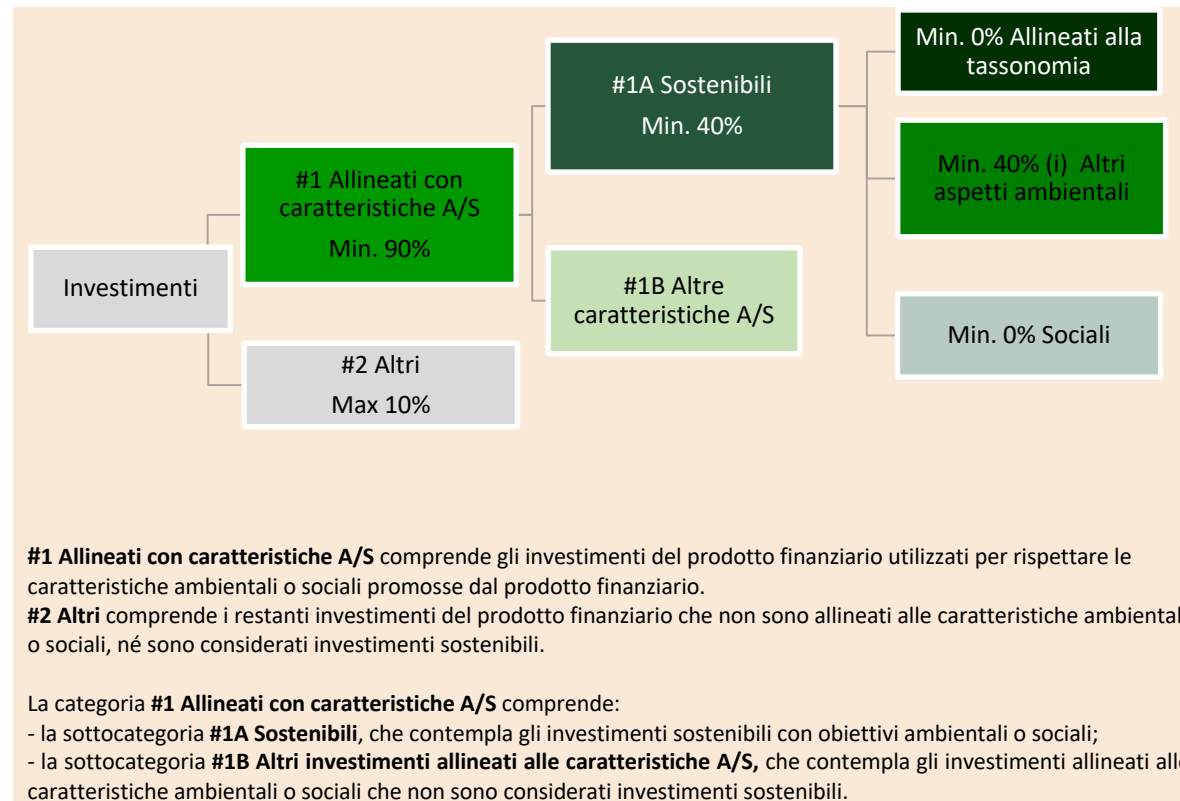 Investimenti
#1 Allineati con
caratteristiche A/S
Min. 90%
#2 Altri
Max 10%
#1A Sostenibili
Min. 40%
#1B Altre
caratteristiche A/S
Min. 0% Allineati alla
tassonomia
Min. 40% (i) Altri
aspetti ambientali
Min. 0% Sociali
#1 Allineati con caratteristiche A/S comprende gli investimenti del prodotto finanziario utilizzati per rispettare le
caratteristiche ambientali o sociali promosse dal prodotto finanziario.
#2 Altri comprende i restanti investimenti del prodotto finanziario che non sono allineati alle caratteristiche ambental
o sociali, né sono considerati investimenti sostenibili.
La categoria #1 Allineati con caratteristiche A/S comprende:
- la sottocategoria #1A Sostenibili, che contempla gli investimenti sostenibili con obiettivi ambientali o sociali;
- la sottocategoria #1B Altri investimenti allineati alle caratteristiche A/S, che contempla gli investimenti allineati all
caratteristiche ambientali o sociali che non sono considerati investimenti sostenibili.